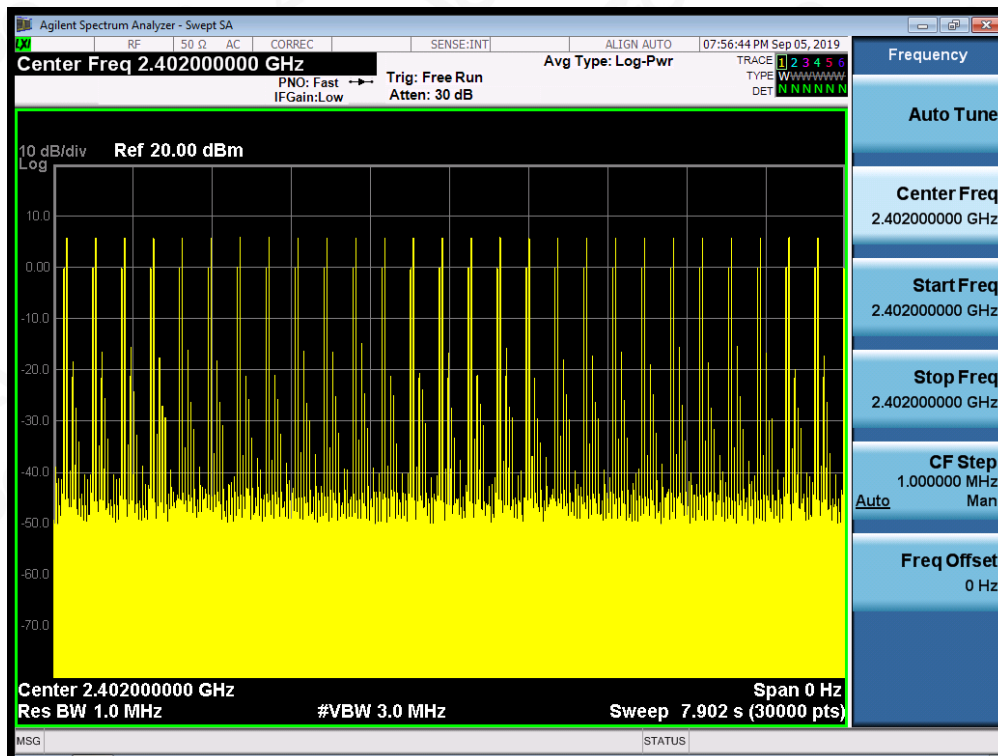 Agilent Spectrum Analyzer - Swept SA
LXI RF 50 Ω AC CORREC SENSE:INT ALIGN AUTO 07:56:44 PM Sep 05, 2019
Center Freq 2.402000000 GHz
PNO: Fast
IFGain:Low
Trig: Free Run
Atten: 30 dB
Avg Type: Log-Pwr
TRACE 1 2 3 4 5 6
TYPE WWWWWW
DET N N N N N N
10 dB/div Ref 20.00 dBm
Log
10.0
0.00
-10.0
-20.0
-30.0
-40.0
-50.0
-60.0
-70.0
Center 2.402000000 GHz Span 0 Hz
Res BW 1.0 MHz #VBW 3.0 MHz Sweep 7.902 s (30000 pts)
MSG STATUS
Frequency
Auto Tune
Center Freq
2.402000000 GHz
Start Freq
2.402000000 GHz
Stop Freq
2.402000000 GHz
CF Step
1.000000 MHz
Auto Man
Freq Offset
0 Hz